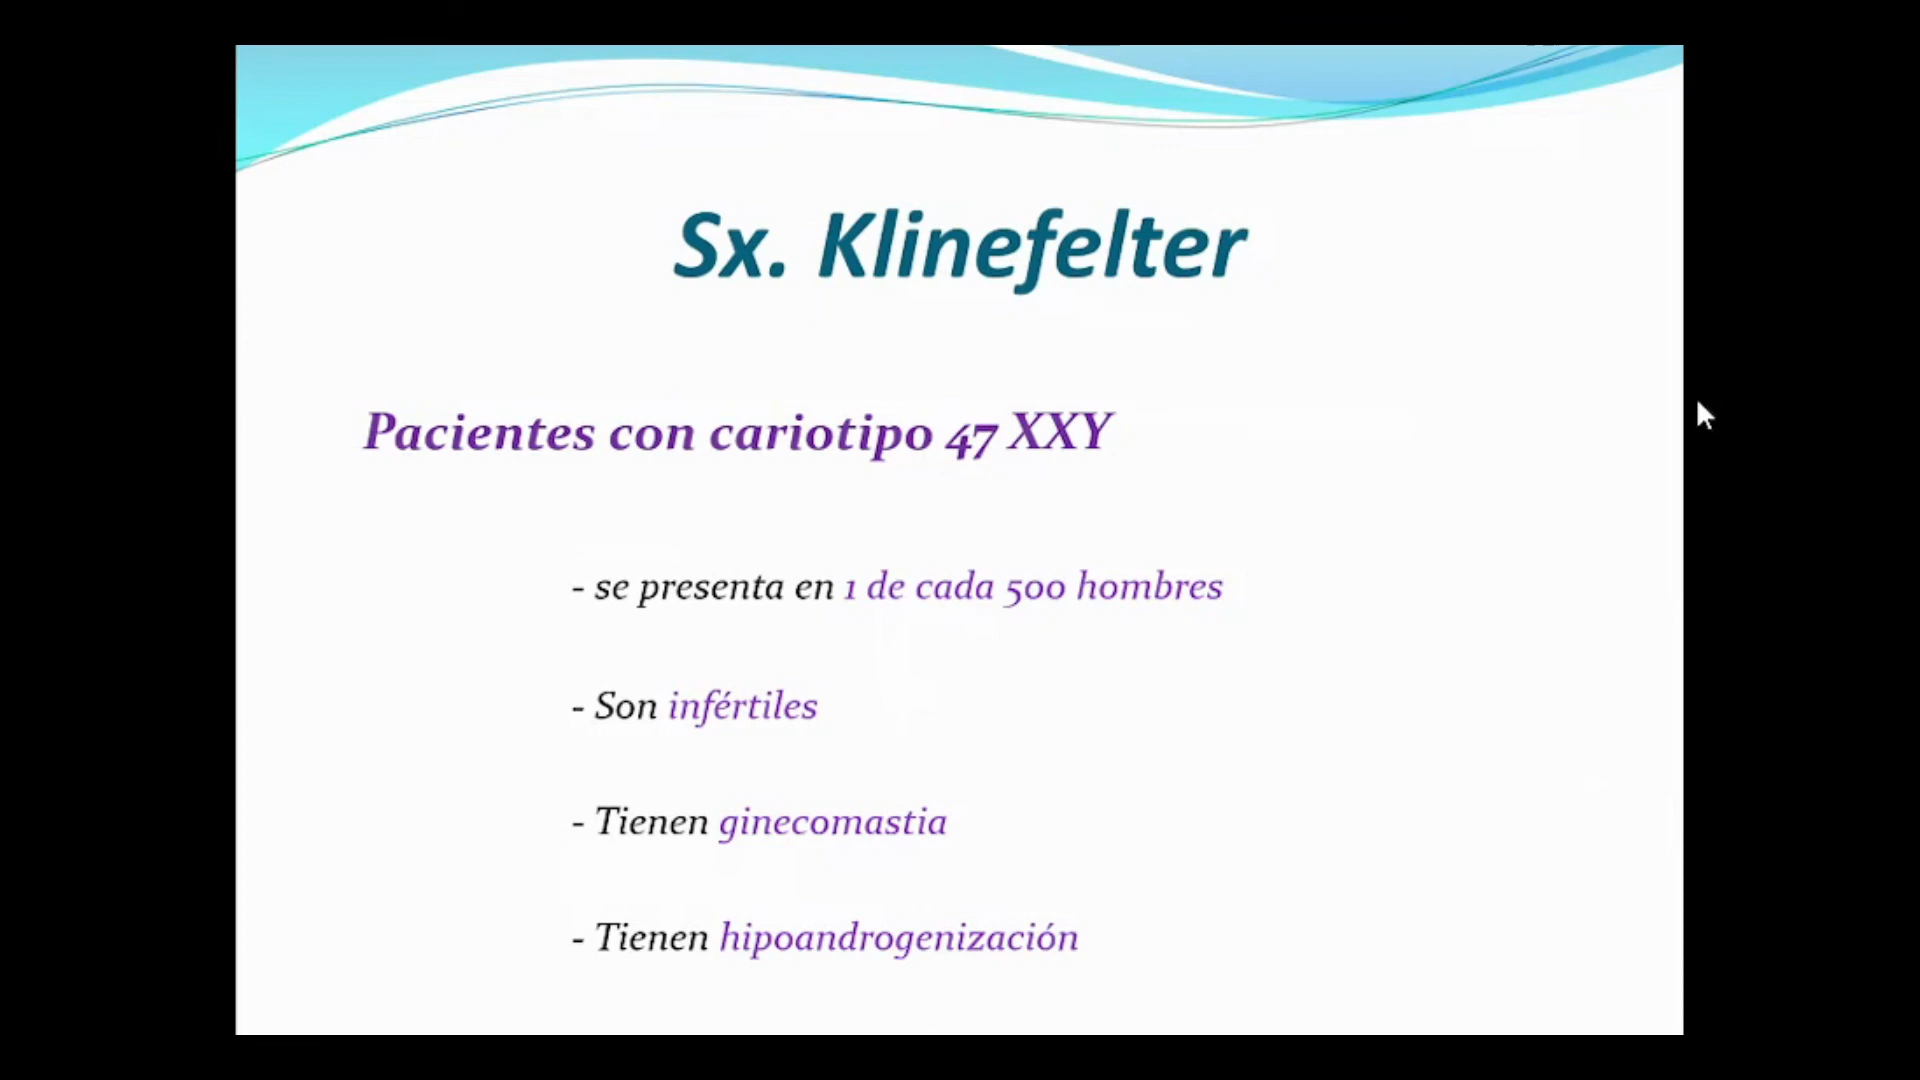 Sx. Klinefelter
Pacientes con cariotipo 47 XXY
- se presenta en 1 de cada 500 hombres
- Son infértiles
- Tienen ginecomastia
- Tienen hipoandrogenización